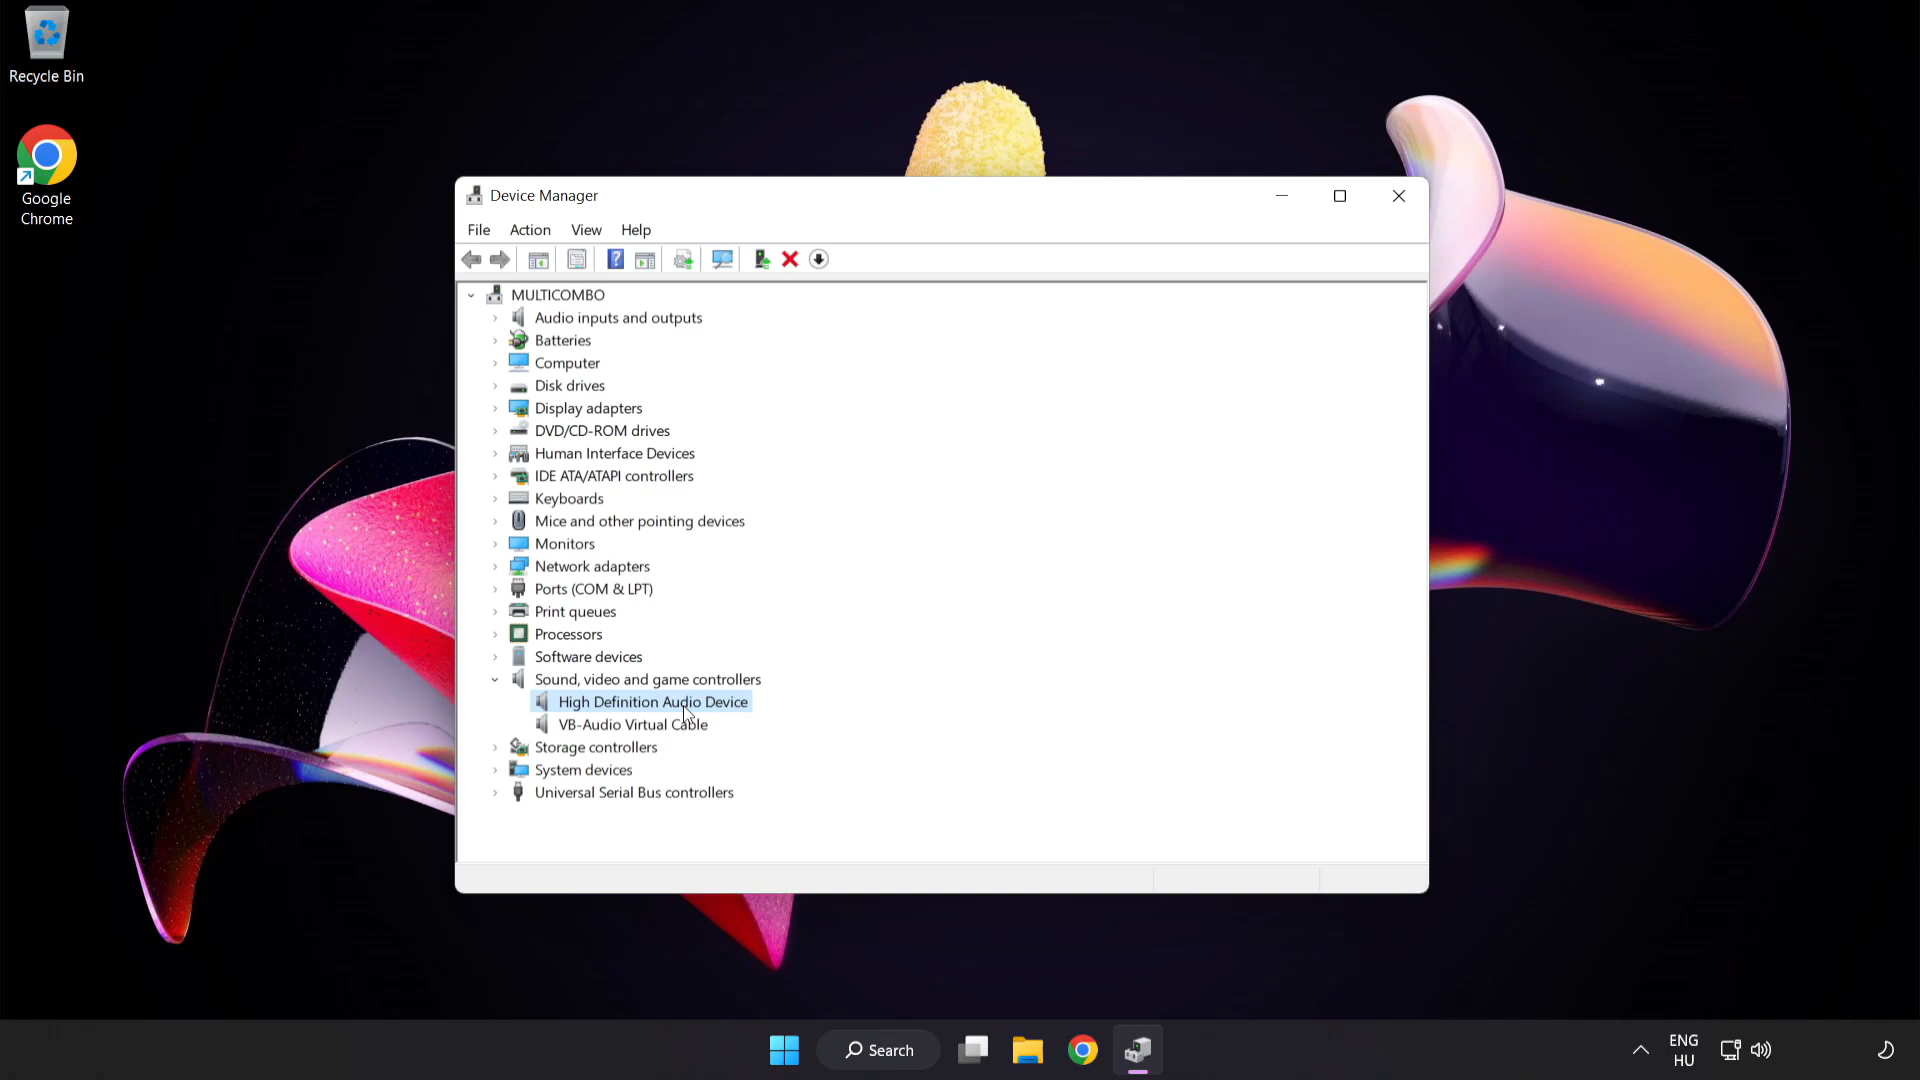 Recycle Bin
Google
Chrome
Device Manager
File Action View Help
MULTICOMBO
Audio inputs and outputs
Batteries
Computer
Disk drives
Display adapters
DVD/CD-ROM drives
Human Interface Devices
IDE ATA/ATAPI controllers
Keyboards
Mice and other pointing devices
Monitors
Network adapters
Ports (COM & LPT)
Print queues
Processors
Software devices
Sound, video and game controllers
High Definition Audio Device
VB-Audio Virtual Cable
Storage controllers
System devices
Universal Serial Bus controllers
Search
ENG
HU